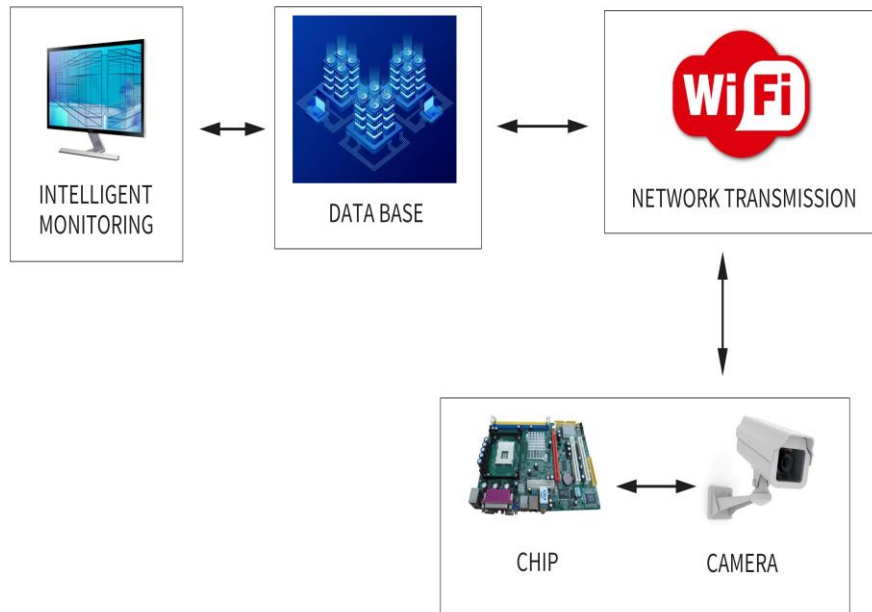 INTELLIGENT
MONITORING
DATA BASE
WiFi
NETWORK TRANSMISSION
CHIP
CAMERA